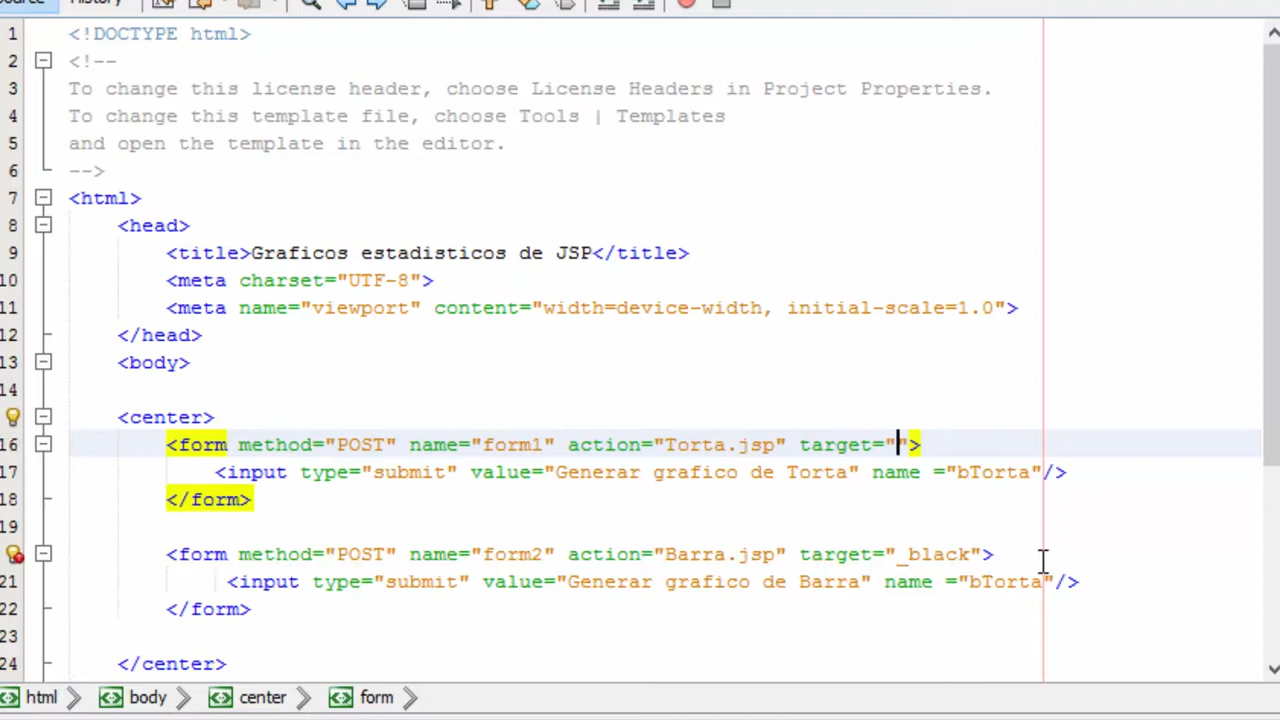 History
1 <!DOCTYPE html>
2 <!--
3 To change this license header, choose License Headers in Project Properties.
4 To change this template file, choose Tools | Templates
5 and open the template in the editor.
6 -->
7 <html>
8 <head>
9 <title>Graficos estadisticos de JSP</title>
10 <meta charset="UTF-8">
11 <meta name="viewport" content="width=device-width, initial-scale=1.0">
12 </head>
13 <body>
14
<center>
16 <form method="POST" name="form1" action="Torta.jsp" target="">
17 <input type="submit" value="Generar grafico de Torta" name ="bTorta"/>
18 </form>
19
<form method="POST" name="form2" action="Barra.jsp" target="_black">
21 <input type="submit" value="Generar grafico de Barra" name ="bTorta"/>
22 </form>
23
24 </center>
html body center form